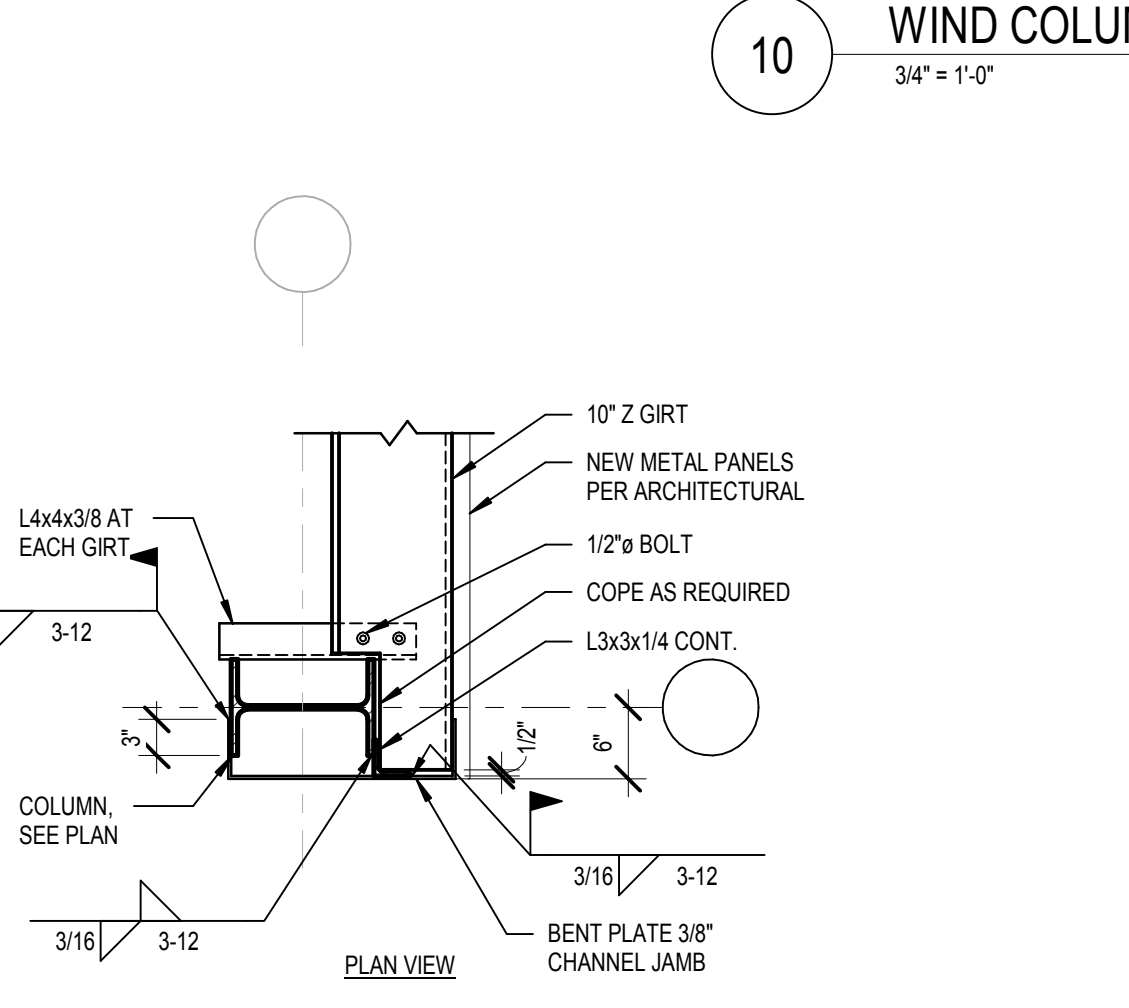 10
WIND COLU
3/4" = 1'-0"
10" Z GIRT
NEW METAL PANELS
PER ARCHITECTURAL
L4x4x3/8 AT
EACH GIRT
1/2"ø BOLT
COPE AS REQUIRED
3-12
L3x3x1/4 CONT.
3"
1/2"
6"
COLUMN,
SEE PLAN
3/16
3-12
3/16
3-12
BENT PLATE 3/8"
CHANNEL JAMB
PLAN VIEW